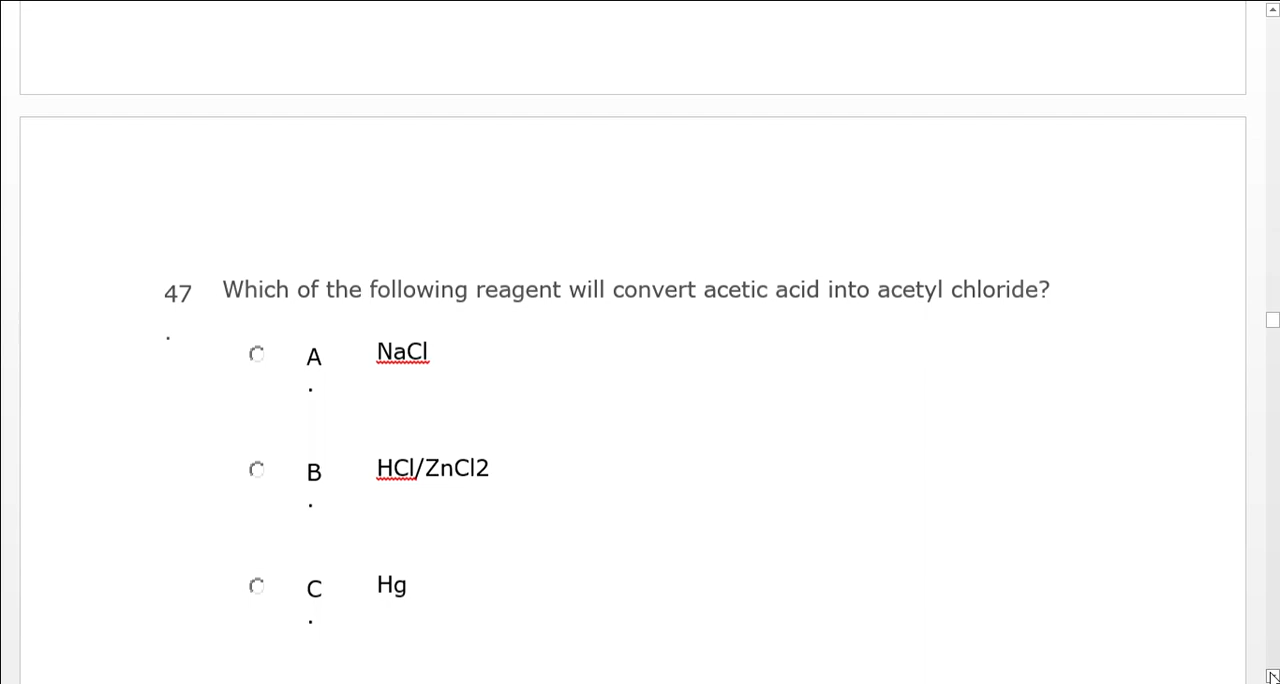 47 Which of the following reagent will convert acetic acid into acetyl chloride?
.
A NaCl
.
B HCl/ZnCl2
.
C Hg
.